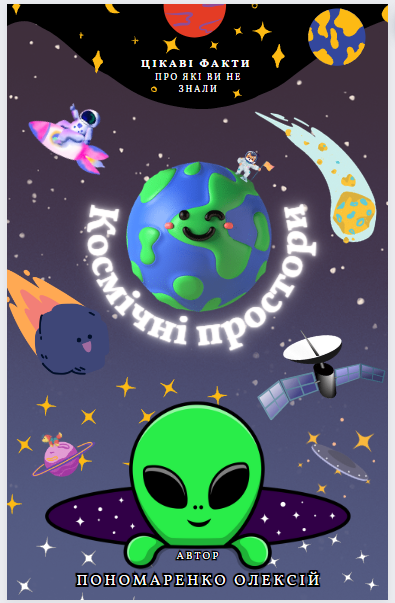 ЦІКАВІ ФАКТИ
ПРО ЯКІ ВИ НЕ
ЗНАЛИ
Космічні простори
АВТОР
ПОНОМАРЕНКО ОЛЕКСІЙ